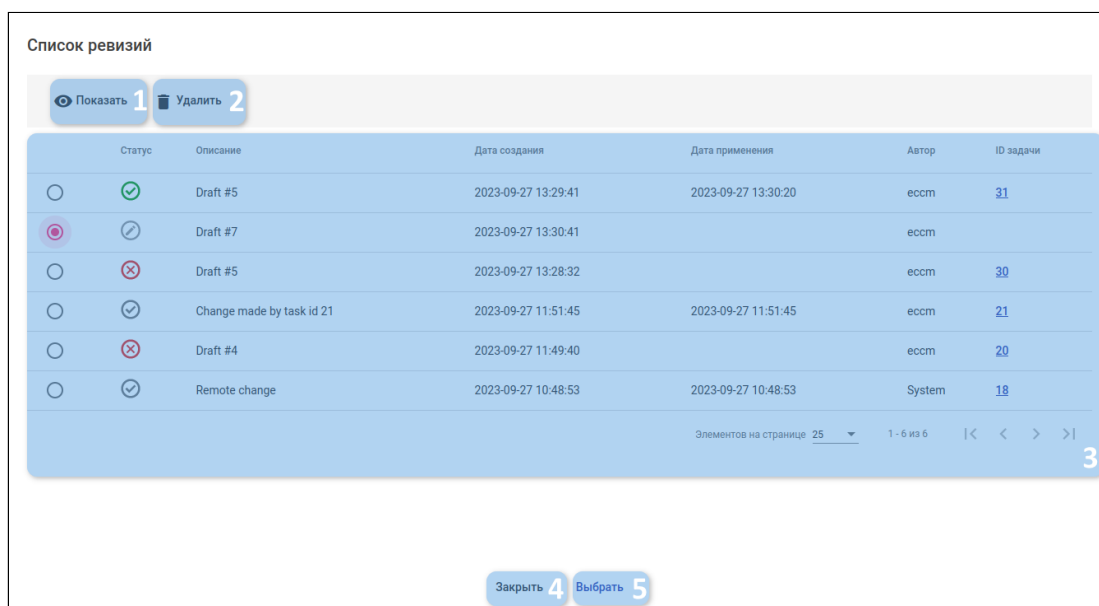 Список ревизий
Показать 1 Удалить 2
Статус Описание Дата создания Дата применения Автор ID задачи
Draft #5 2023-09-27 13:29:41 2023-09-27 13:30:20 eccm 31
Draft #7 2023-09-27 13:30:41 eccm
Draft #5 2023-09-27 13:28:32 eccm 30
Change made by task id 21 2023-09-27 11:51:45 2023-09-27 11:51:45 eccm 21
Draft #4 2023-09-27 11:49:40 eccm 20
Remote change 2023-09-27 10:48:53 2023-09-27 10:48:53 System 18
Элементов на странице 25 1 - 6 из 6
3
Закрыть 4 Выбрать 5